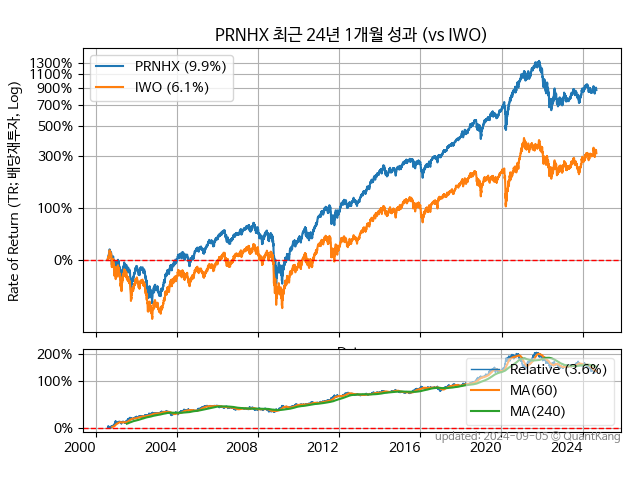 PRNHX 최근 24년 1개월 성과 (vs IWO)
Rate of Return (TR; 배당재투자, Log)
1300%
1100%
900%
700%
500%
300%
100%
0%
PRNHX (9.9%)
IWO (6.1%)
200%
100%
0%
Relative (3.6%)
MA(60)
MA(240)
2000 2004 2008 2012 2016 2020 2024
updated: 2024-09-05 © QuantKang